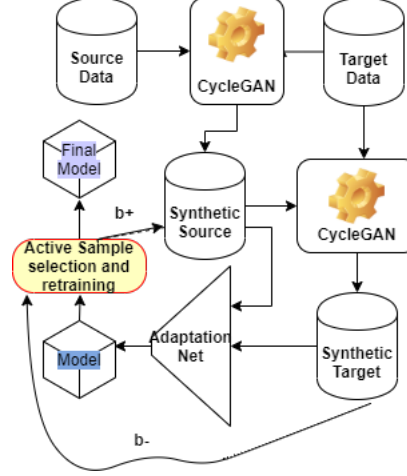 Source
Data
CycleGAN
Target
Data
Final
Model
b+
Synthetic
Source
CycleGAN
Active Sample
selection and
retraining
Model
Adaptation
Net
Synthetic
Target
b-